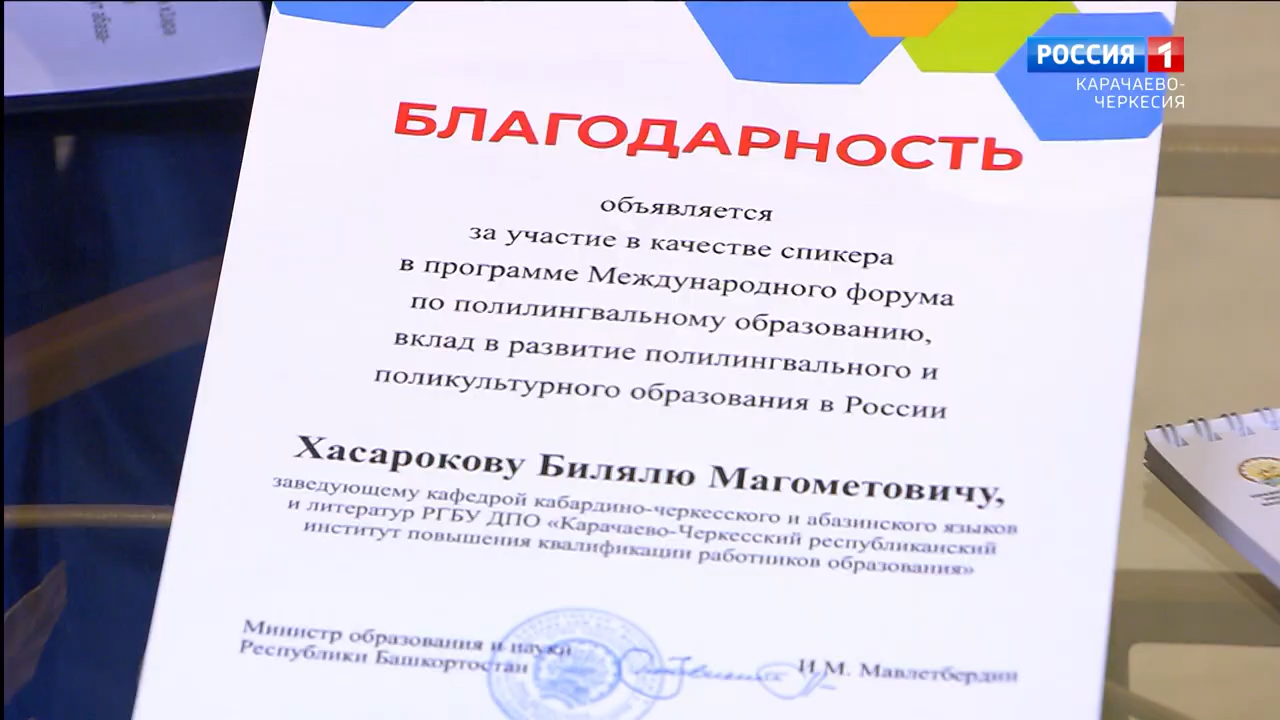 РОССИЯ 1
КАРАЧАЕВО-
ЧЕРКЕСИЯ
БЛАГОДАРНОСТЬ
объявляется
за участие в качестве спикера
в программе Международного форума
по полилингвальному образованию,
вклад в развитие полилингвального и
поликультурного образования в России
Хасарокову Билялю Магометовичу,
заведующему кафедрой кабардино-черкесского и абазинского языков
и литератур РГБУ ДПО «Карачаево-Черкесский республиканский
институт повышения квалификации работников образования»
Министр образования и науки
Республики Башкортостан
И.М. Мавлетбердин